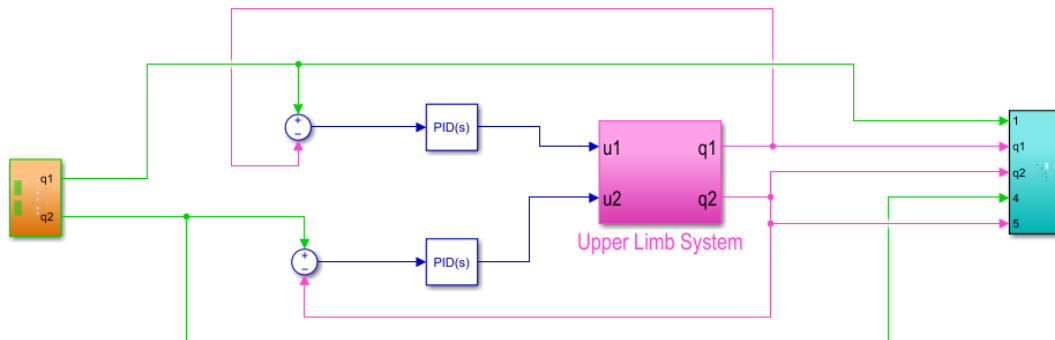 q1
q2
+
−
PID(s)
u1
q1
u2
q2
Upper Limb System
+
−
PID(s)
1
q1
q2
4
5